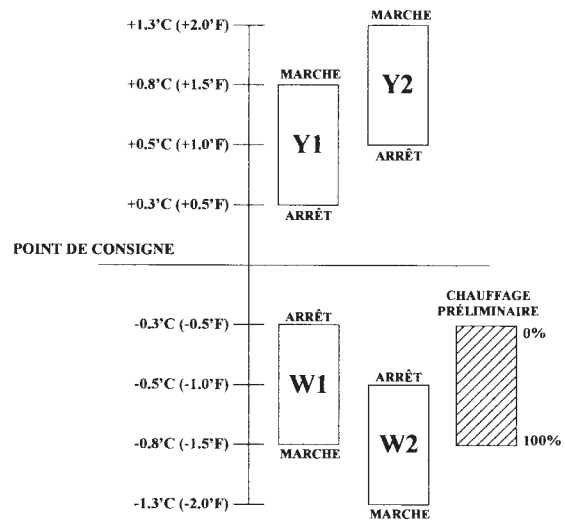 +1.3'C (+2.0'F)
MARCHE
Y2
ARRÊT
+0.8'C (+1.5'F)
MARCHE
Y1
ARRÊT
+0.5'C (+1.0'F)
+0.3'C (+0.5'F)
POINT DE CONSIGNE
-0.3'C (-0.5'F)
ARRÊT
W1
MARCHE
CHAUFFAGE
PRÉLIMINAIRE
0%
100%
-0.5'C (-1.0'F)
ARRÊT
W2
MARCHE
-0.8'C (-1.5'F)
-1.3'C (-2.0'F)